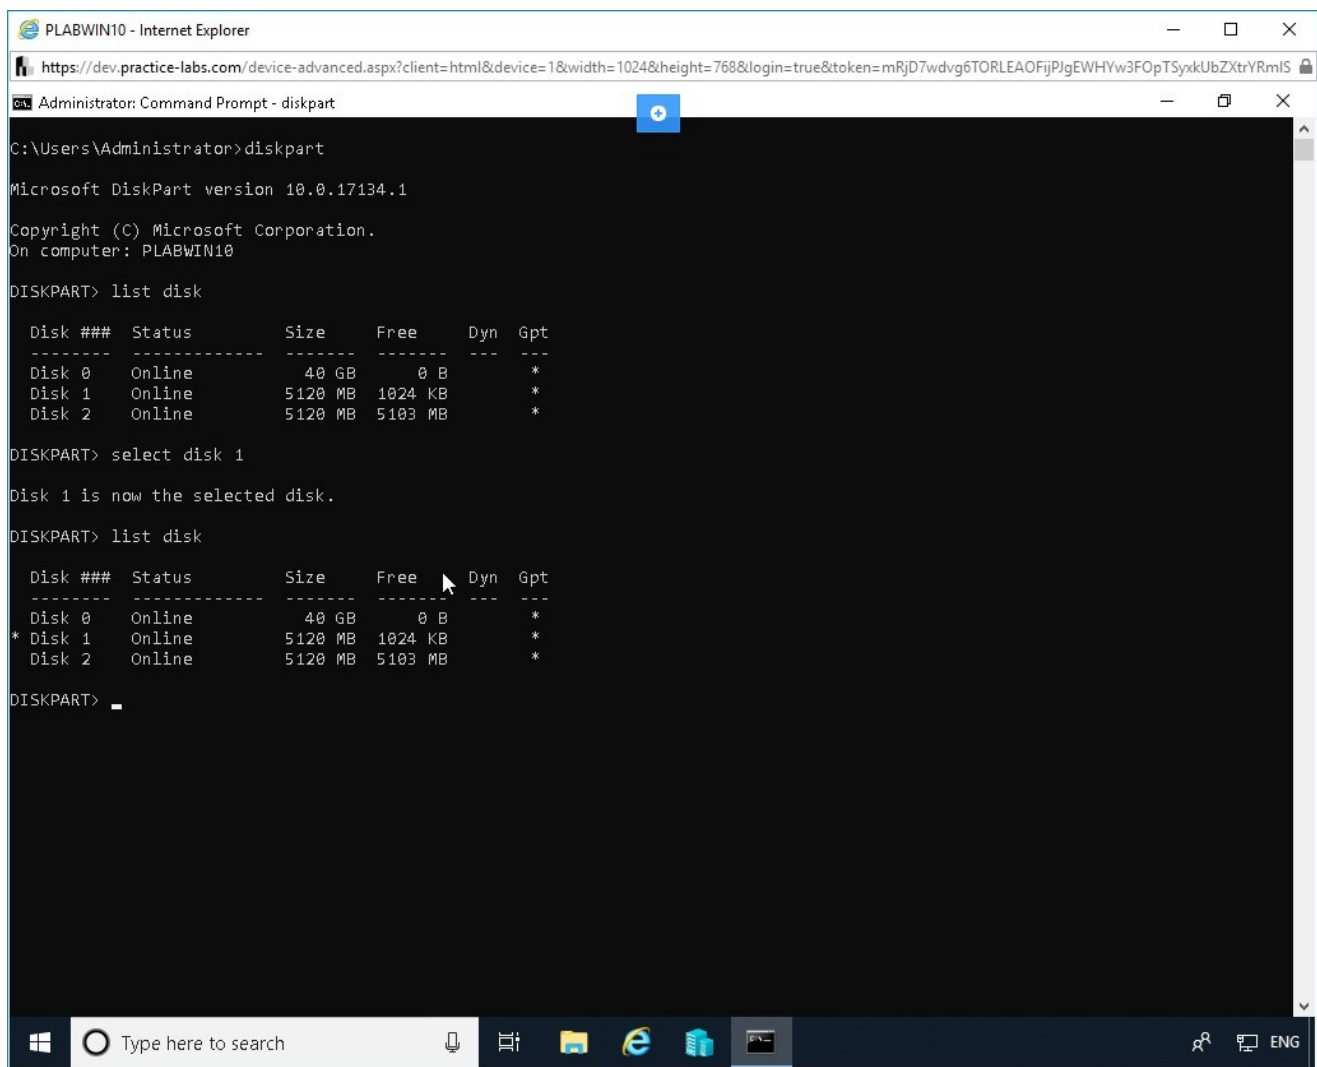 PLABWIN10 - Internet Explorer
https://dev.practice-labs.com/device-advanced.aspx?client=html&device=1&width=1024&height=768&login=true&token=mRjD7wdvg6TORLEAOFijPJgEWHYw3FOpTSyxkUbZXtrYRmIS
Administrator: Command Prompt - diskpart
C:\Users\Administrator>diskpart
Microsoft DiskPart version 10.0.17134.1
Copyright (C) Microsoft Corporation.
On computer: PLABWIN10
DISKPART> list disk
  Disk ###  Status         Size     Free     Dyn  Gpt
  --------  -------------  -------  -------  ---  ---
  Disk 0    Online           40 GB      0 B        *
  Disk 1    Online         5120 MB  1024 KB        *
  Disk 2    Online         5120 MB  5103 MB        *
DISKPART> select disk 1
Disk 1 is now the selected disk.
DISKPART> list disk
  Disk ###  Status         Size     Free     Dyn  Gpt
  --------  -------------  -------  -------  ---  ---
  Disk 0    Online           40 GB      0 B        *
* Disk 1    Online         5120 MB  1024 KB        *
  Disk 2    Online         5120 MB  5103 MB        *
DISKPART> _
Type here to search
ENG